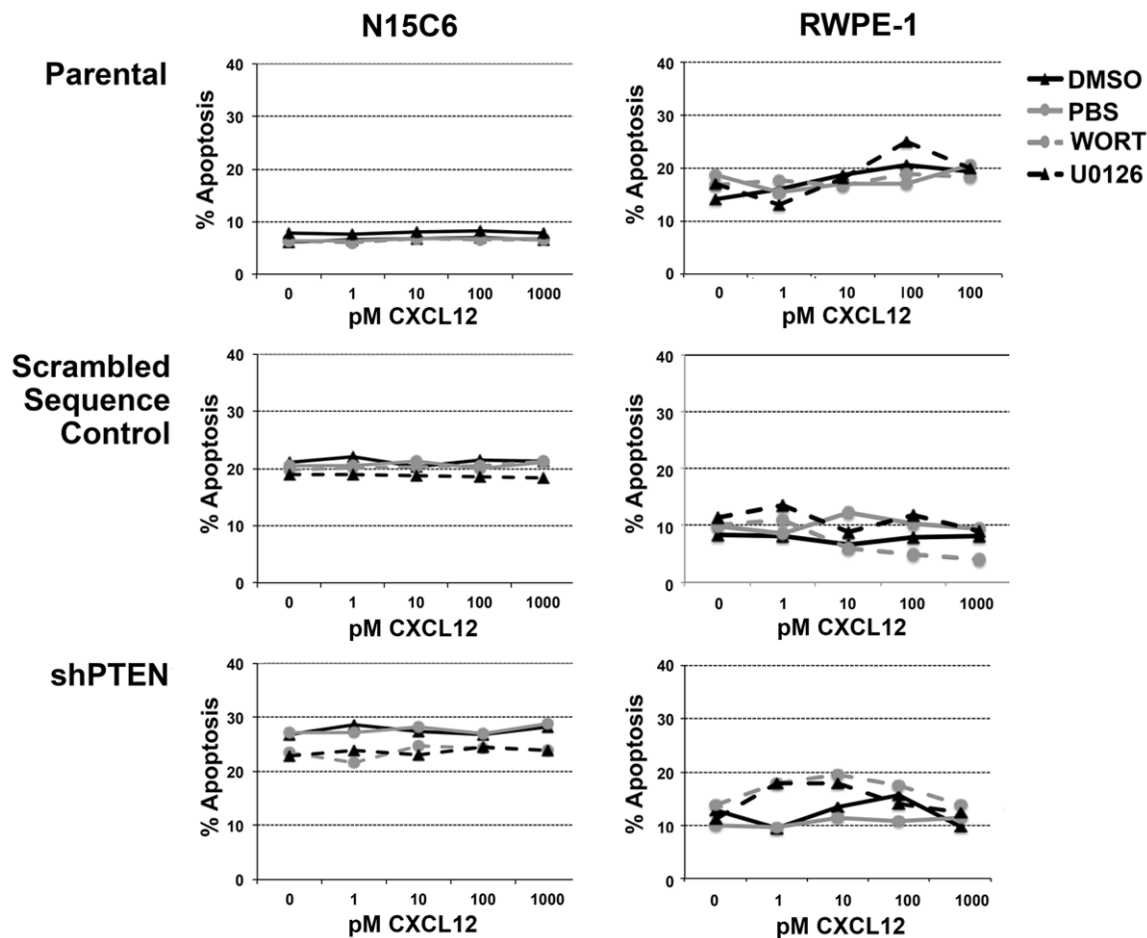 N15C6
RWPE-1
Parental
% Apoptosis
40
30
20
10
0
0 1 10 100 1000
pM CXCL12
% Apoptosis
40
30
20
10
0
0 1 10 100 100
pM CXCL12
DMSO
PBS
WORT
U0126
Scrambled
Sequence
Control
% Apoptosis
40
30
20
10
0
0 1 10 100 1000
pM CXCL12
% Apoptosis
40
30
20
10
0
0 1 10 100 1000
pM CXCL12
shPTEN
% Apoptosis
40
30
20
10
0
0 1 10 100 1000
pM CXCL12
% Apoptosis
40
30
20
10
0
0 1 10 100 1000
pM CXCL12